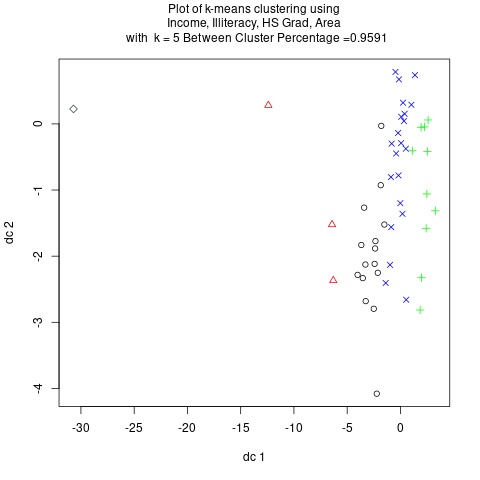 Plot of k-means clustering using
Income, Illiteracy, HS Grad, Area
with k = 5 Between Cluster Percentage =0.9591
dc 2
0
-1
-2
-3
-4
-30 -25 -20 -15 -10 -5 0
dc 1